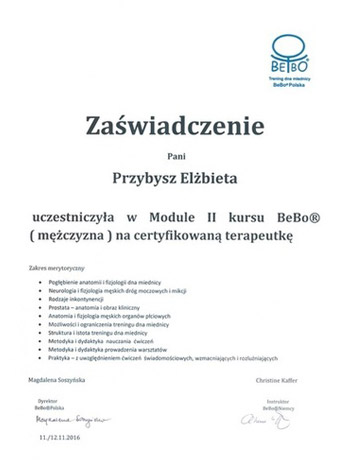 BEBO®
Trening dna miednicy
BeBo® Polska
Zaświadczenie
Pani
Przybysz Elżbieta
uczestniczyła w Module II kursu BeBo®
( mężczyzna ) na certyfikowaną terapeutkę
Zakres merytoryczny
• Pogłębienie anatomii i fizjologii dna miednicy
• Neurologia i fizjologia męskich dróg moczowych i mikcji
• Rodzaje inkontynencji
• Prostata – anatomia i obraz kliniczny
• Anatomia i fizjologia męskich organów płciowych
• Możliwości i ograniczenia treningu dna miednicy
• Struktura i istota treningu dna miednicy
• Metodyka i dydaktyka nauczania ćwiczeń
• Metodyka i dydaktyka prowadzenia warsztatów
• Praktyka – z uwzględnieniem ćwiczeń świadomościowych, wzmacniających i rozluźniających
Magdalena Suszyńska Christine Kaffer
Dyrektor Instruktor
BeBo®Polska BeBo®Niemcy
Magdalena Suszyńska
11./12.11.2016